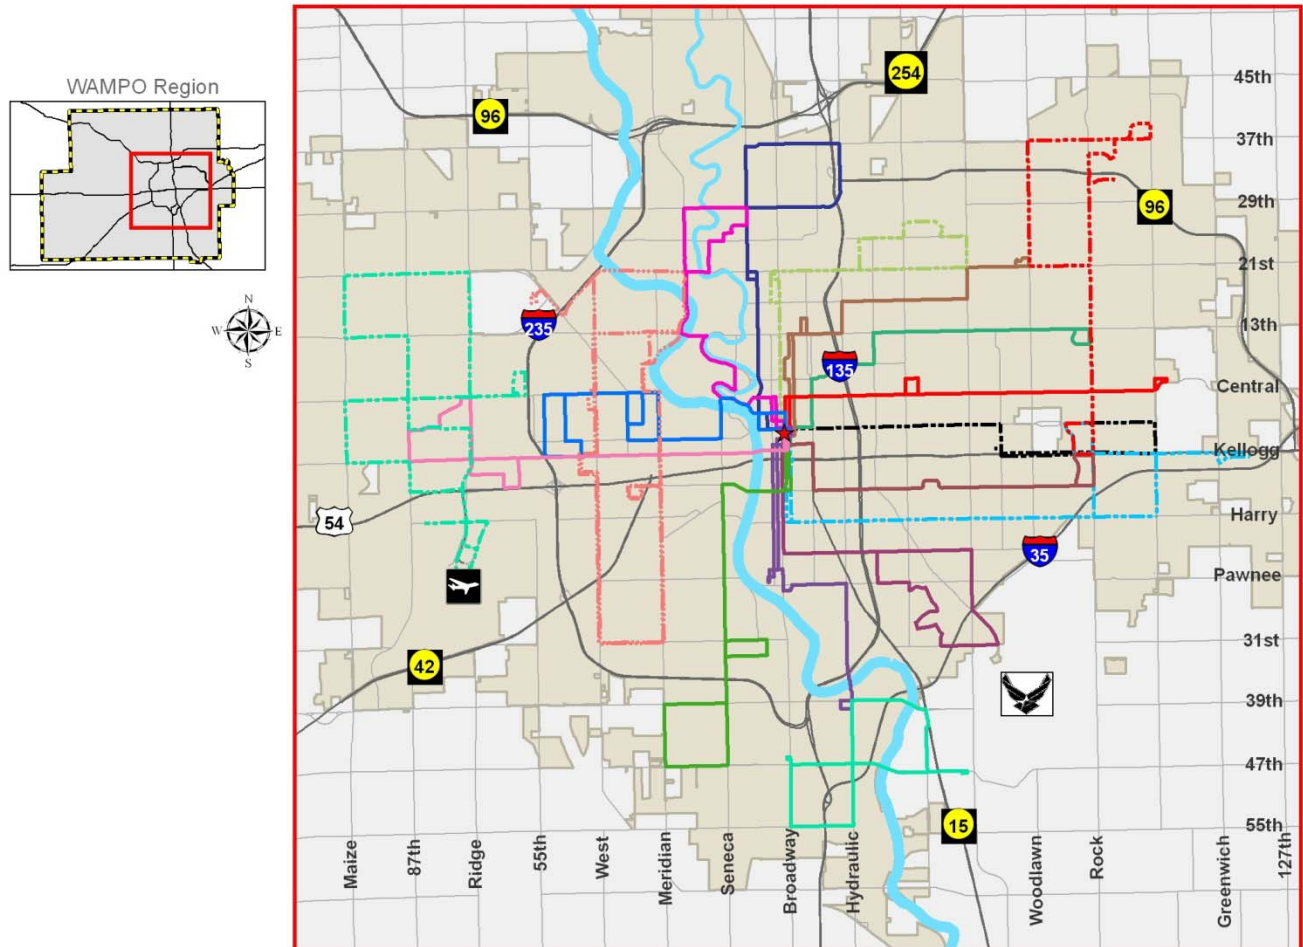 WAMPO Region
N
W
E
S
254
96
96
235
135
54
35
42
15
45th
37th
29th
21st
13th
Central
Kellogg
Harry
Pawnee
31st
39th
47th
55th
Maize
87th
Ridge
55th
West
Meridian
Seneca
Broadway
Hydraulic
Woodlawn
Rock
Greenwich
127th